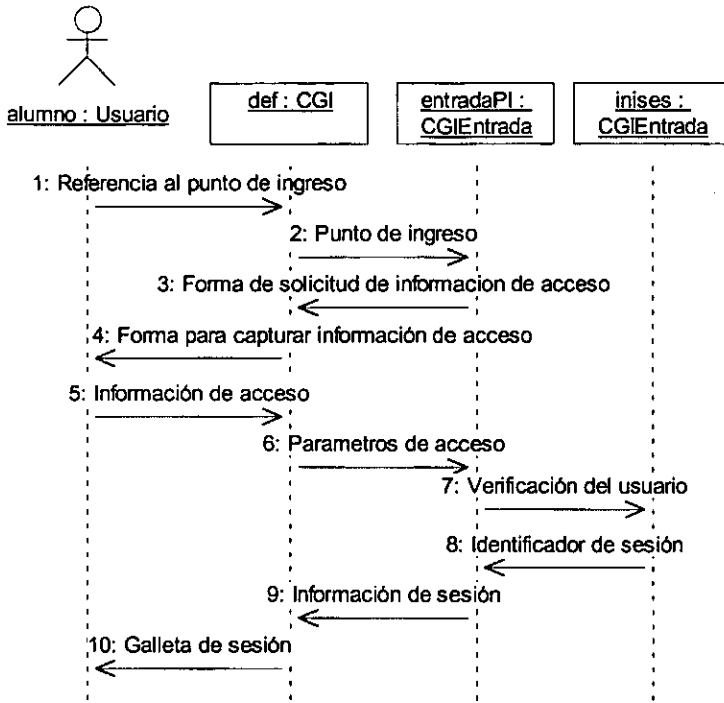 alumno : Usuario
def : CGI
entradaPI :
CGIEntrada
inises :
CGIEntrada
1: Referencia al punto de ingreso
2: Punto de ingreso
3: Forma de solicitud de informacion de acceso
4: Forma para capturar información de acceso
5: Información de acceso
6: Parametros de acceso
7: Verificación del usuario
8: Identificador de sesión
9: Información de sesión
10: Galleta de sesión